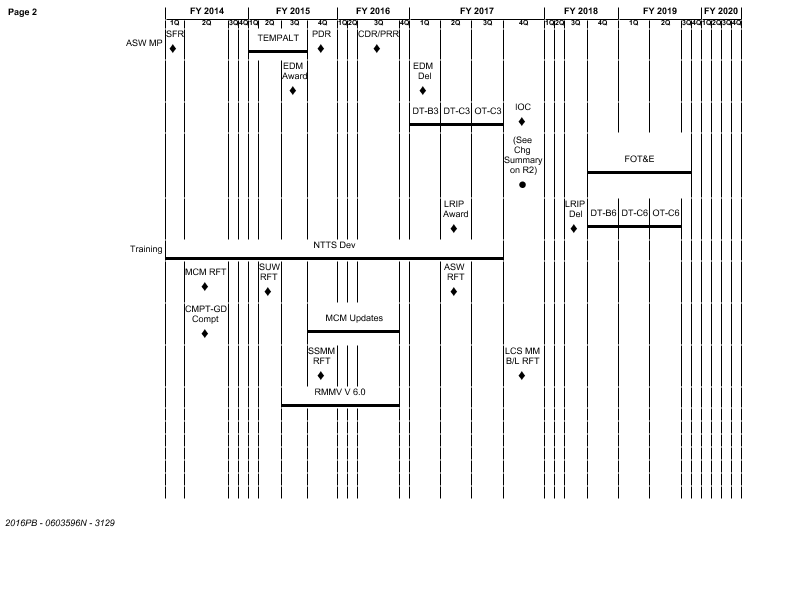 Page 2
FY 2014 FY 2015 FY 2016 FY 2017 FY 2018 FY 2019 FY 2020
1Q 2Q 3Q 4Q 1Q 2Q 3Q 4Q 1Q 2Q 3Q 4Q 1Q 2Q 3Q 4Q 1Q 2Q 3Q 4Q 1Q 2Q 3Q 4Q 1Q 2Q 3Q 4Q
ASW MP
SFR
TEMPALT
PDR
CDR/PRR
EDM
Award
EDM
Del
DT-B3 DT-C3 OT-C3
IOC
(See
Chg
Summary
on R2)
FOT&E
LRIP
Award
LRIP
Del
DT-B6 DT-C6 OT-C6
Training
NTTS Dev
MCM RFT
SUW
RFT
ASW
RFT
CMPT-GD
Compt
MCM Updates
SSMM
RFT
LCS MM
B/L RFT
RMMV V 6.0
2016PB - 0603596N - 3129